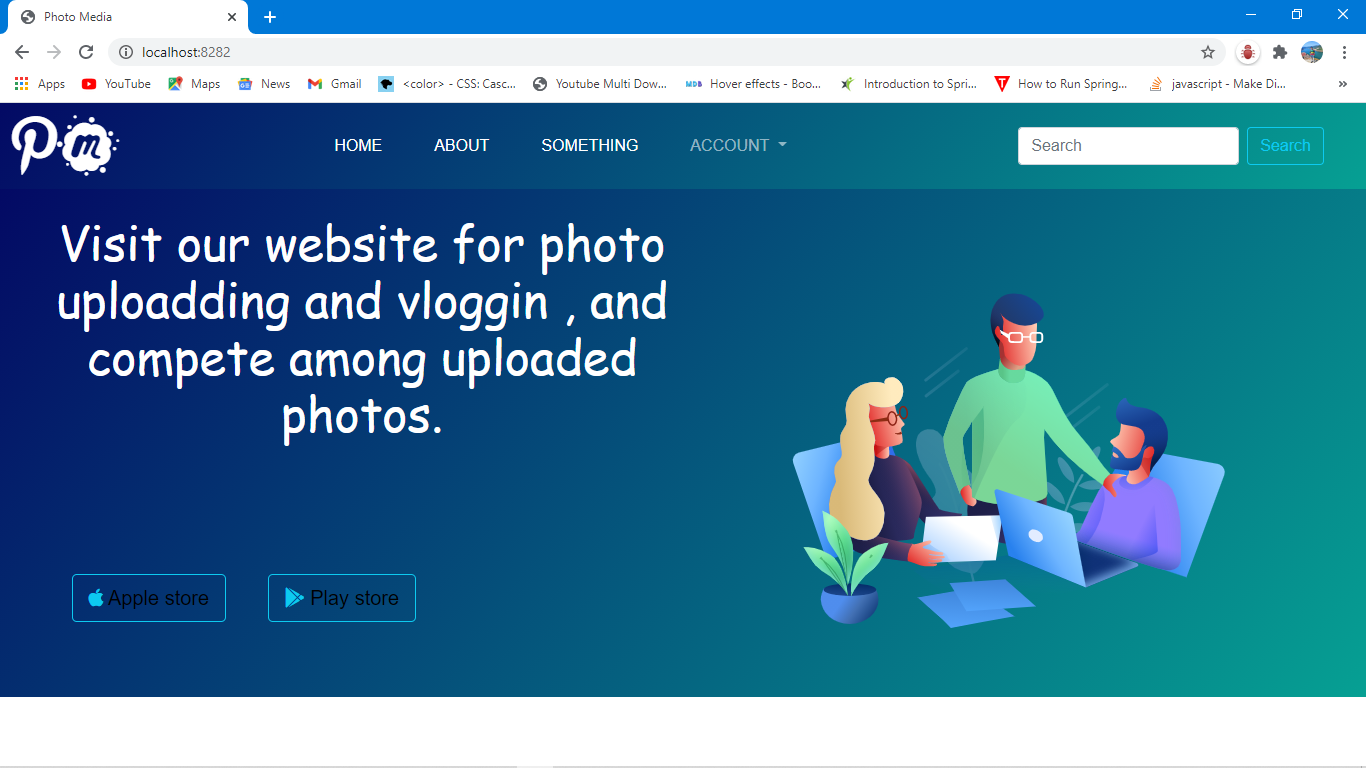 Photo Media
localhost:8282
Apps YouTube Maps News Gmail <color> - CSS: Casc... Youtube Multi Dow... MDB Hover effects - Boo... Introduction to Spri... How to Run Spring... javascript - Make Di... »
P m HOME ABOUT SOMETHING ACCOUNT Search Search
Visit our website for photo
uploadding and vloggin , and
compete among uploaded
photos.
Apple store Play store